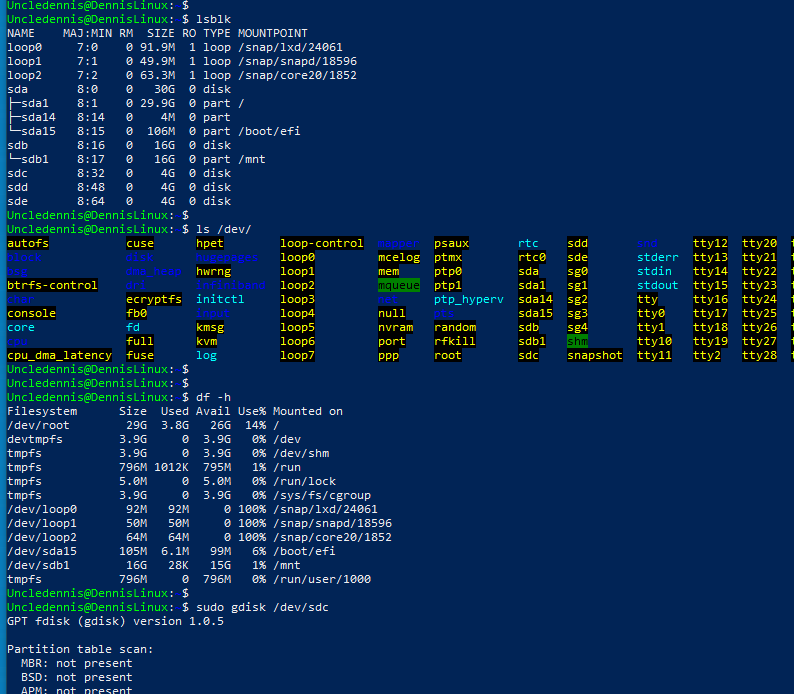 Uncledennis@DennisLinux: $
Uncledennis@DennisLinux: $ lsblk
NAME    MAJ:MIN RM  SIZE RO TYPE MOUNTPOINT
loop0     7:0    0 91.9M  1 loop /snap/lxd/24061
loop1     7:1    0 49.9M  1 loop /snap/snapd/18596
loop2     7:2    0 63.3M  1 loop /snap/core20/1852
sda       8:0    0   30G  0 disk
├─sda1    8:1    0 29.9G  0 part /
├─sda14   8:14   0    4M  0 part
└─sda15   8:15   0  106M  0 part /boot/efi
sdb       8:16   0   16G  0 disk
└─sdb1    8:17   0   16G  0 part /mnt
sdc       8:32   0    4G  0 disk
sdd       8:48   0    4G  0 disk
sde       8:64   0    4G  0 disk
Uncledennis@DennisLinux: $
Uncledennis@DennisLinux: $ ls /dev/
autofs cuse hpet loop-control mapper psaux rtc sdd snd tty12 tty20
block disk hugepages loop0 mcelog ptmx rtc0 sde stderr tty13 tty21
bsg dma_heap hwrng loop1 mem ptp0 sda sg0 stdin tty14 tty22
btrfs-control dri infiniband loop2 mqueue ptp1 sda1 sg1 stdout tty15 tty23
char ecryptfs initctl loop3 net ptp_hyperv sda14 sg2 tty tty16 tty24
console fb0 input loop4 null pts sda15 sg3 tty0 tty17 tty25
core fd kmsg loop5 nvram random sdb sg4 tty1 tty18 tty26
cpu full kvm loop6 port rfkill sdb1 shm tty10 tty19 tty27
cpu_dma_latency fuse log loop7 ppp root sdc snapshot tty11 tty2 tty28
Uncledennis@DennisLinux: $
Uncledennis@DennisLinux: $
Uncledennis@DennisLinux: $ df -h
Filesystem      Size  Used Avail Use% Mounted on
/dev/root        29G  3.8G   26G  14% /
devtmpfs        3.9G     0  3.9G   0% /dev
tmpfs           3.9G     0  3.9G   0% /dev/shm
tmpfs           796M 1012K  795M   1% /run
tmpfs           5.0M     0  5.0M   0% /run/lock
tmpfs           3.9G     0  3.9G   0% /sys/fs/cgroup
/dev/loop0       92M   92M     0 100% /snap/lxd/24061
/dev/loop1       50M   50M     0 100% /snap/snapd/18596
/dev/loop2       64M   64M     0 100% /snap/core20/1852
/dev/sda15      105M  6.1M   99M   6% /boot/efi
/dev/sdb1        16G   28K   15G   1% /mnt
tmpfs           796M     0  796M   0% /run/user/1000
Uncledennis@DennisLinux: $
Uncledennis@DennisLinux: $ sudo gdisk /dev/sdc
GPT fdisk (gdisk) version 1.0.5
Partition table scan:
MBR: not present
BSD: not present
APM: not present